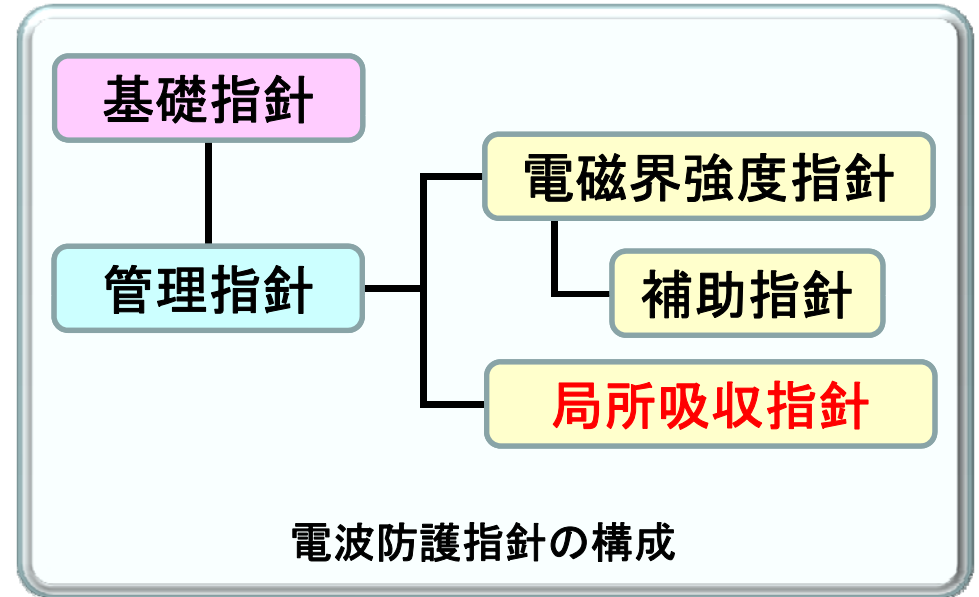 基礎指針
電磁界強度指針
管理指針
補助指針
局所吸収指針
電波防護指針の構成